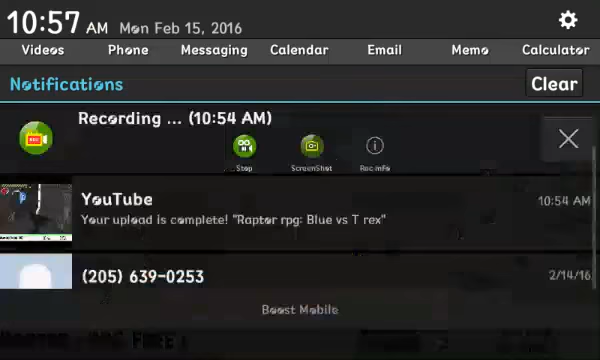 10:57 AM Mon Feb 15, 2016
Videos Phone Messaging Calendar Email Memo Calculator
Notifications Clear
Recording ... (10:54 AM)
Stop ScreenShot Rec info
YouTube 10:54 AM
Your upload is complete! "Raptor rpg: Blue vs T rex"
(205) 639-0253 2/14/16
Boost Mobile